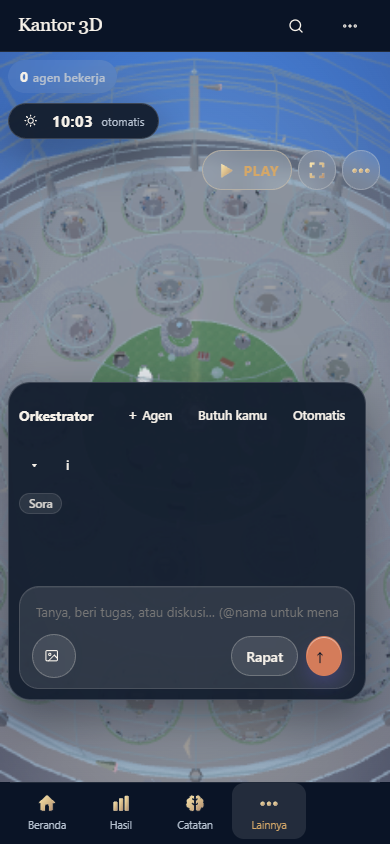 Kantor 3D
0 agen bekerja
10:03 otomatis
PLAY
Orkestrator + Agen Butuh kamu Otomatis
i
Sora
Tanya, beri tugas, atau diskusi... (@nama untuk mena
Rapat
Beranda Hasil Catatan Lainnya